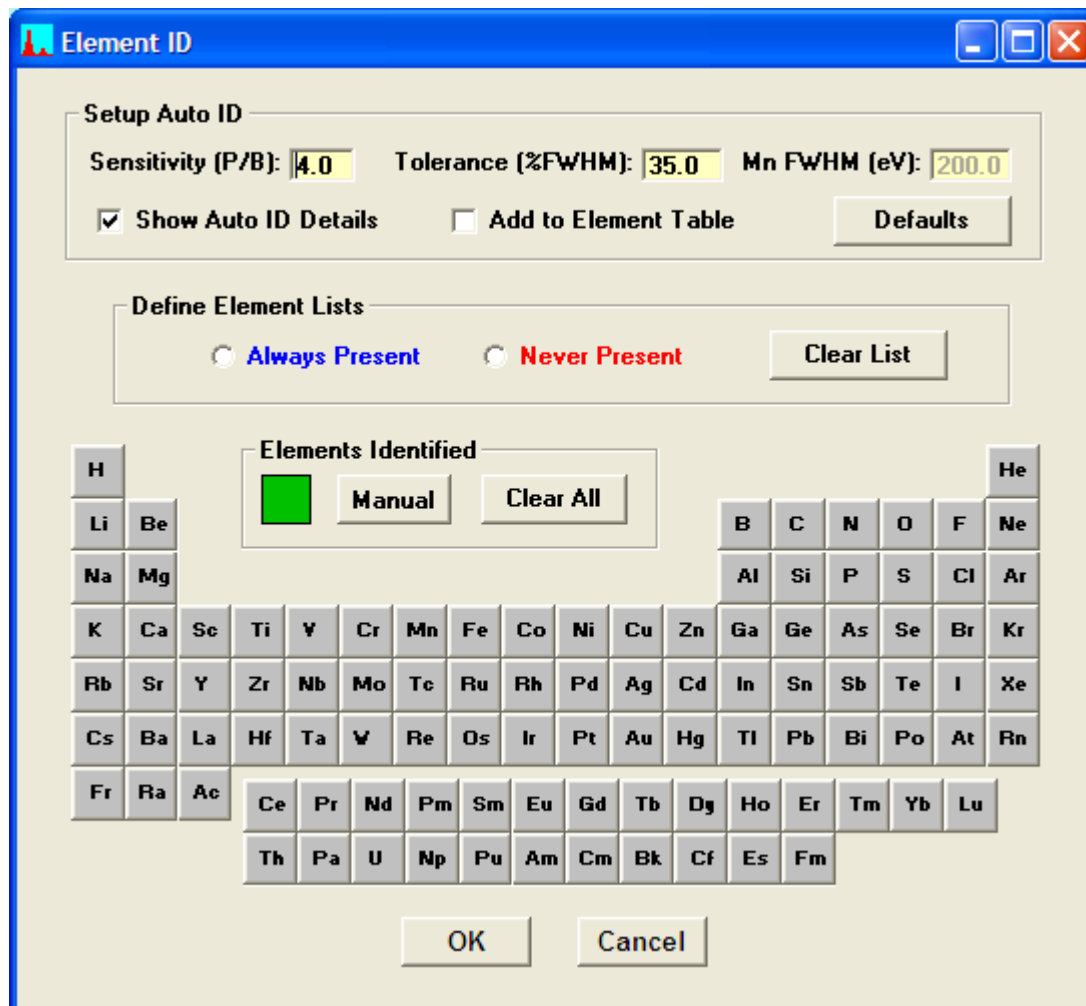 Element ID
Setup Auto ID
Sensitivity (P/B): 4.0 Tolerance (%FWHM): 35.0 Mn FWHM (eV): 200.0
Show Auto ID Details Add to Element Table Defaults
Define Element Lists
Always Present Never Present Clear List
Elements Identified
Manual Clear All
H He
Li Be B C N O F Ne
Na Mg Al Si P S Cl Ar
K Ca Sc Ti V Cr Mn Fe Co Ni Cu Zn Ga Ge As Se Br Kr
Rb Sr Y Zr Nb Mo Tc Ru Rh Pd Ag Cd In Sn Sb Te I Xe
Cs Ba La Hf Ta W Re Os Ir Pt Au Hg Tl Pb Bi Po At Rn
Fr Ra Ac
Ce Pr Nd Pm Sm Eu Gd Tb Dy Ho Er Tm Yb Lu
Th Pa U Np Pu Am Cm Bk Cf Es Fm
OK Cancel